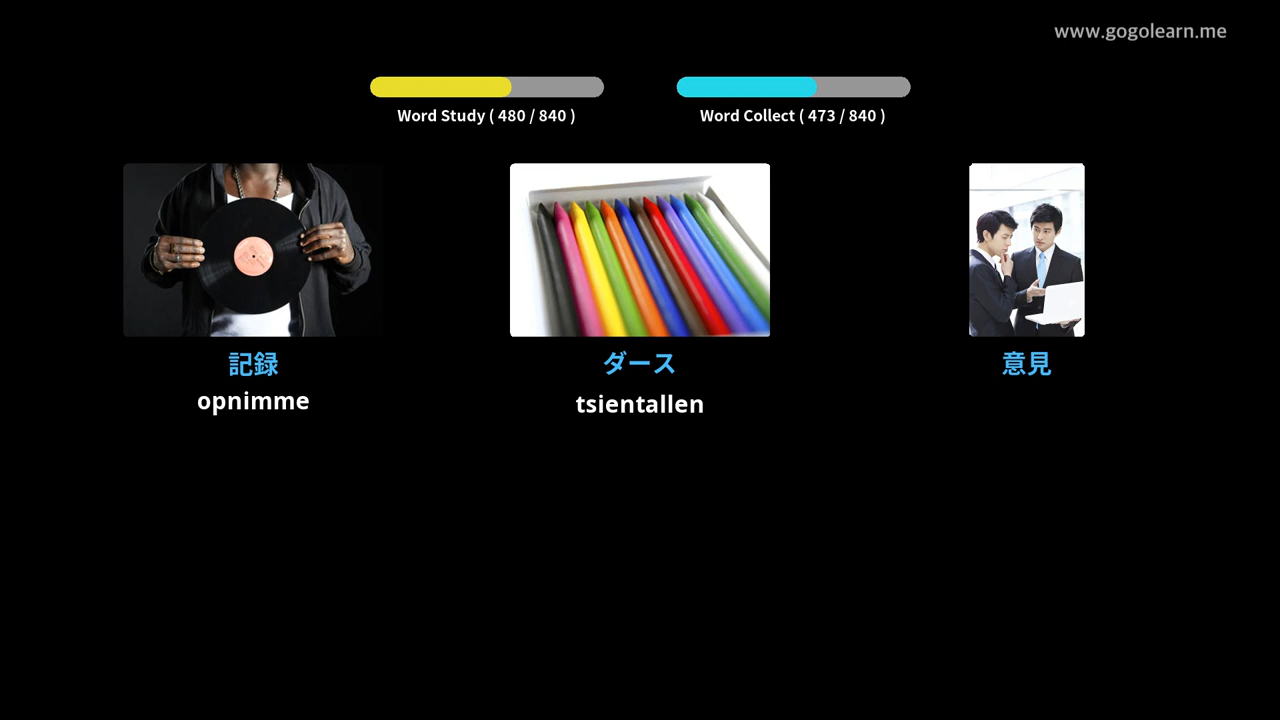 www.gogolearn.me
Word Study ( 480 / 840 )
Word Collect ( 473 / 840 )
記録
opnimme
ダース
tsientallen
意見